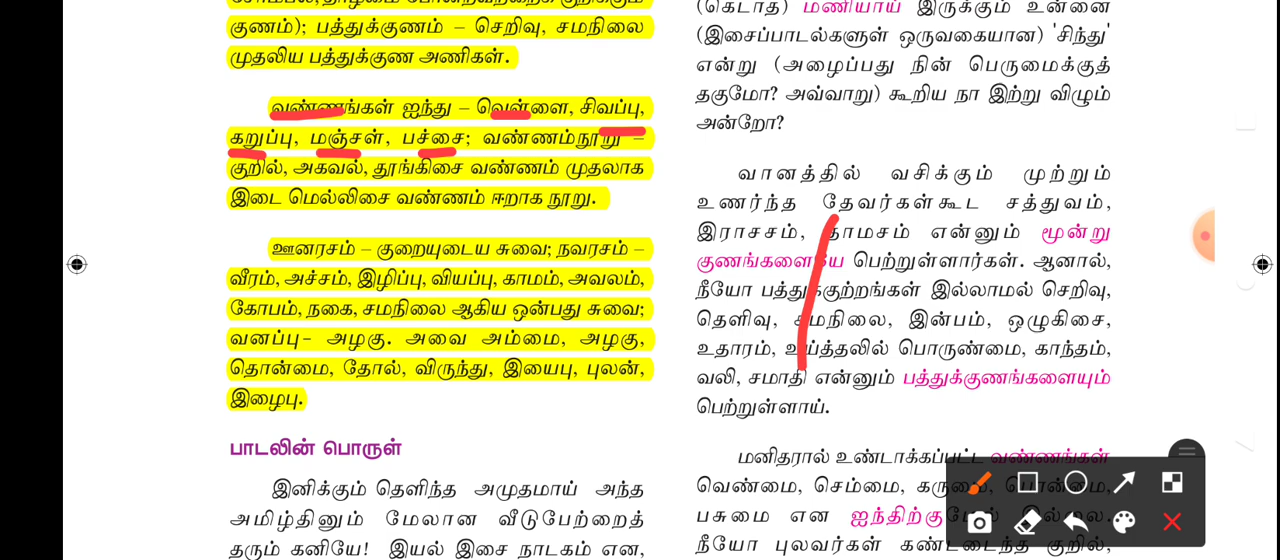 குணம்); பத்துக்குணம் – செறிவு, சமநிலை
முதலிய பத்துக்குண அணிகள்.
வண்ணங்கள் ஐந்து – வெள்ளை, சிவப்பு,
கறுப்பு, மஞ்சள், பச்சை; வண்ணம்நூறு –
குறில், அகவல், தூங்கிசை வண்ணம் முதலாக
இடை மெல்லிசை வண்ணம் ஈறாக நூறு.
ஊனரசம் – குறையுடைய சுவை; நவரசம் –
வீரம், அச்சம், இழிப்பு, வியப்பு, காமம், அவலம்,
கோபம், நகை, சமநிலை ஆகிய ஒன்பது சுவை;
வனப்பு- அழகு. அவை அம்மை, அழகு,
தொன்மை, தோல், விருந்து, இயைபு, புலன்,
இழைபு.
பாடலின் பொருள்
இனிக்கும் தெளிந்த அமுதமாய் அந்த
அமிழ்தினும் மேலான வீடுபேற்றைத்
தரும் கனியே! இயல் இசை நாடகம் என,
(கெடாத) மணியாய் இருக்கும் உன்னை
(இசைப்பாடல்களுள் ஒருவகையான) 'சிந்து'
என்று (அழைப்பது நின் பெருமைக்குத்
தகுமோ? அவ்வாறு) கூறிய நா இற்று விழும்
அன்றோ?
வானத்தில் வசிக்கும் முற்றும்
உணர்ந்த தேவர்கள்கூட சத்துவம்,
இராசசம், தாமசம் என்னும் மூன்று
குணங்களையே பெற்றுள்ளார்கள். ஆனால்,
நீயோ பத்துக்குற்றங்கள் இல்லாமல் செறிவு,
தெளிவு, சமநிலை, இன்பம், ஒழுகிசை,
உதாரம், உய்த்தலில் பொருண்மை, காந்தம்,
வலி, சமாதி என்னும் பத்துக்குணங்களையும்
பெற்றுள்ளாய்.
மனிதரால் உண்டாக்கப்பட்ட வண்ணங்கள்
வெண்மை, செம்மை, கருமை, பொன்மை,
பசுமை என ஐந்திற்குமேல் இல்லை.
நீயோ புலவர்கள் கண்டடைந்த குறில்,